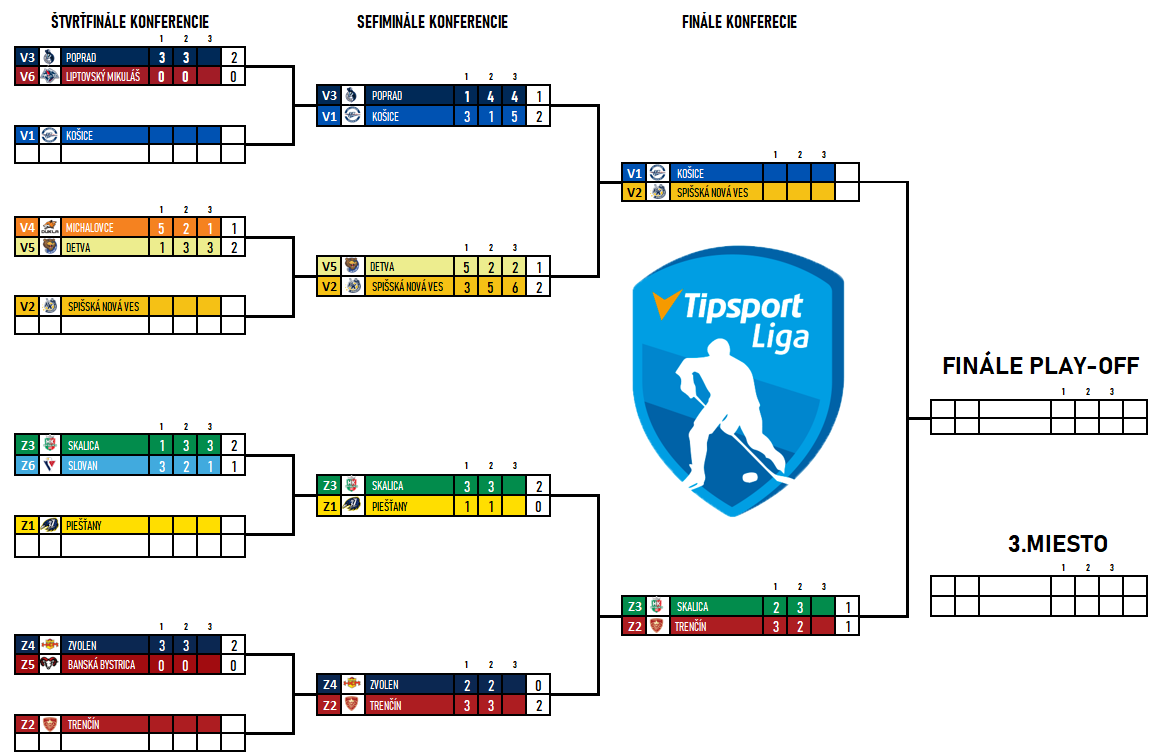 ŠTVRŤFINÁLE KONFERENCIE
SEFIMINÁLE KONFERENCIE
FINÁLE KONFERECIE
1 2 3
V3 POPRAD 3 3 2
V6 LIPTOVSKÝ MIKULÁŠ 0 0 0
1 2 3
V3 POPRAD 1 4 4 1
V1 KOŠICE 3 1 5 2
V1 KOŠICE
1 2 3
V1 KOŠICE
V2 SPIŠSKÁ NOVÁ VES
1 2 3
V4 MICHALOVCE 5 2 1 1
V5 DETVA 1 3 3 2
1 2 3
V5 DETVA 5 2 2 1
V2 SPIŠSKÁ NOVÁ VES 3 5 6 2
V2 SPIŠSKÁ NOVÁ VES
Tipsport
Liga
FINÁLE PLAY-OFF
1 2 3
1 2 3
Z3 SKALICA 1 3 3 2
Z6 SLOVAN 3 2 1 1
1 2 3
Z3 SKALICA 3 3 2
Z1 PIEŠŤANY 1 1 0
Z1 PIEŠŤANY
3.MIESTO
1 2 3
1 2 3
Z3 SKALICA 2 3 1
Z2 TRENČÍN 3 2 1
1 2 3
Z4 ZVOLEN 3 3 2
Z5 BANSKÁ BYSTRICA 0 0 0
1 2 3
Z4 ZVOLEN 2 2 0
Z2 TRENČÍN 3 3 2
Z2 TRENČÍN